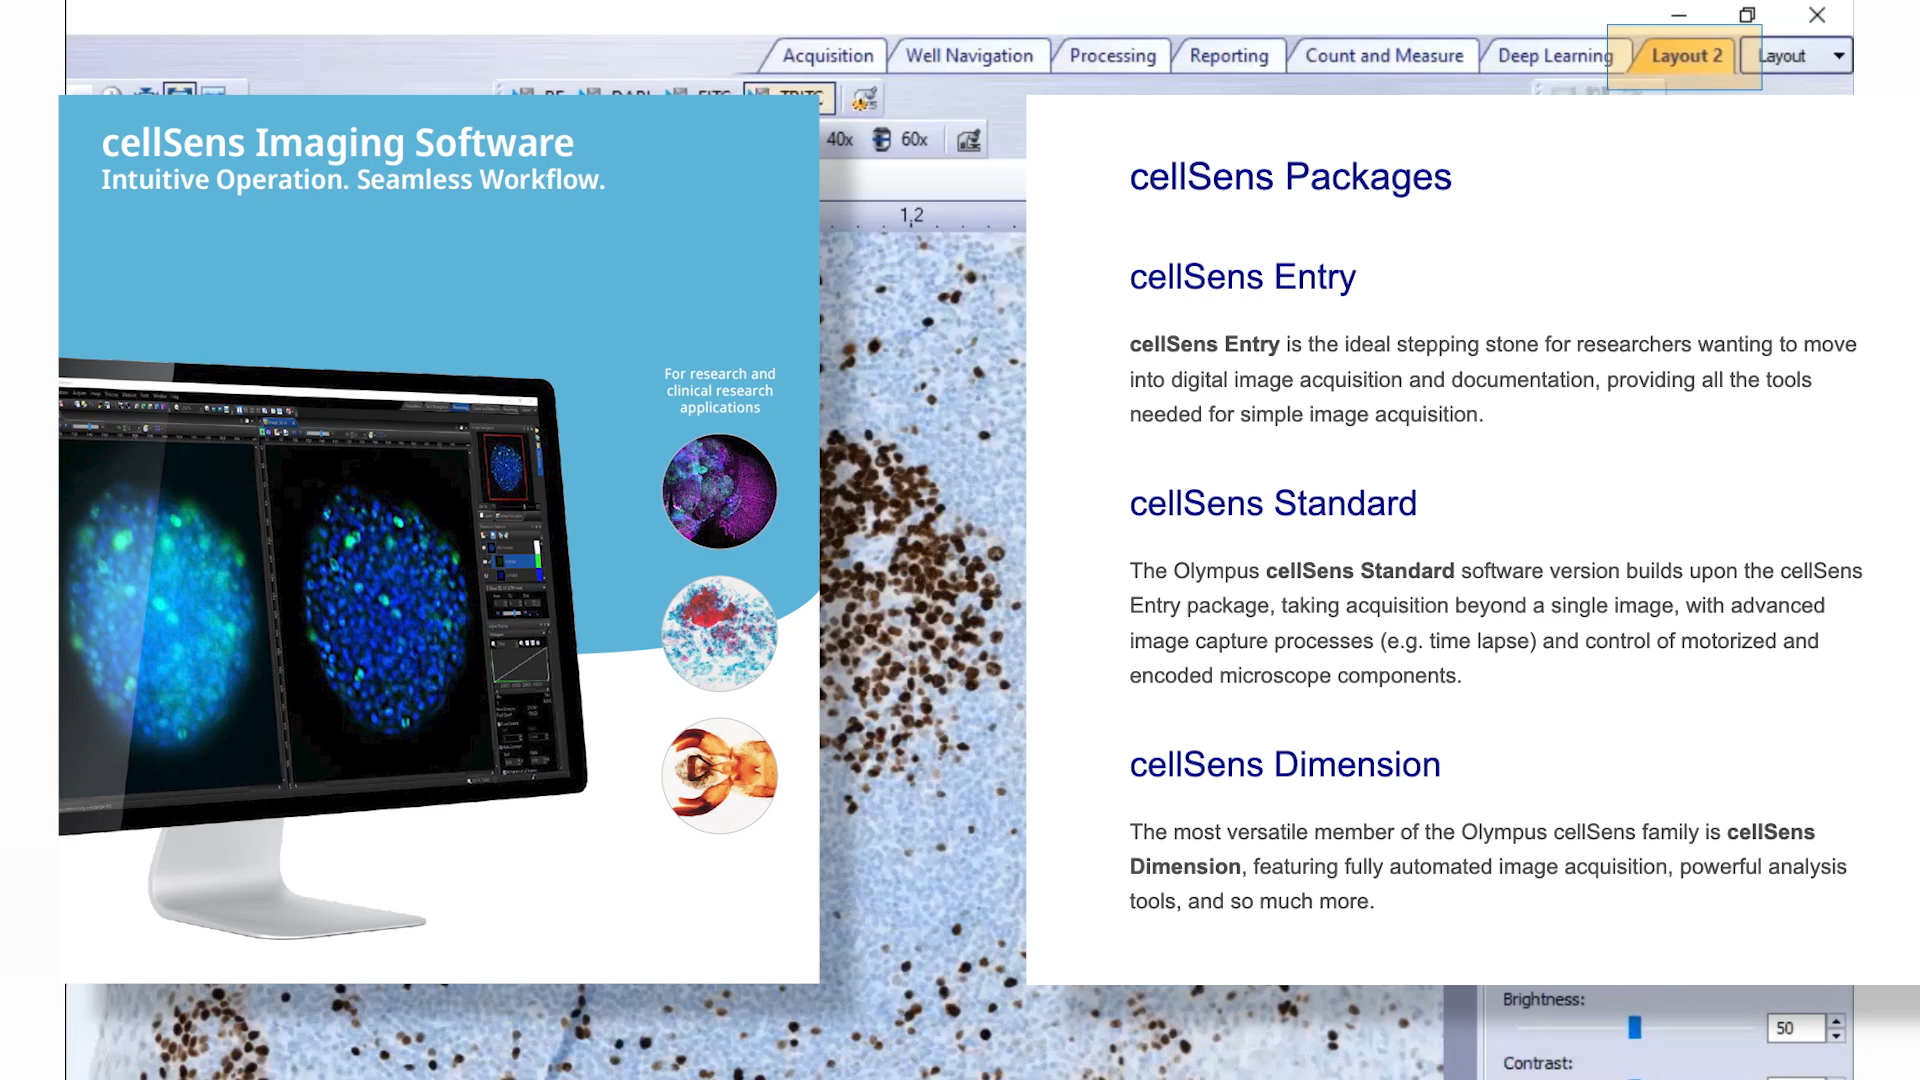 Acquisition Well Navigation Processing Reporting Count and Measure Deep Learning Layout 2 Layout
TRITC
40x 60x
1,2
cellSens Imaging Software
Intuitive Operation. Seamless Workflow.
For research and
clinical research
applications
cellSens Packages
cellSens Entry
cellSens Entry is the ideal stepping stone for researchers wanting to move
into digital image acquisition and documentation, providing all the tools
needed for simple image acquisition.
cellSens Standard
The Olympus cellSens Standard software version builds upon the cellSens
Entry package, taking acquisition beyond a single image, with advanced
image capture processes (e.g. time lapse) and control of motorized and
encoded microscope components.
cellSens Dimension
The most versatile member of the Olympus cellSens family is cellSens
Dimension, featuring fully automated image acquisition, powerful analysis
tools, and so much more.
Brightness:
50
Contrast: